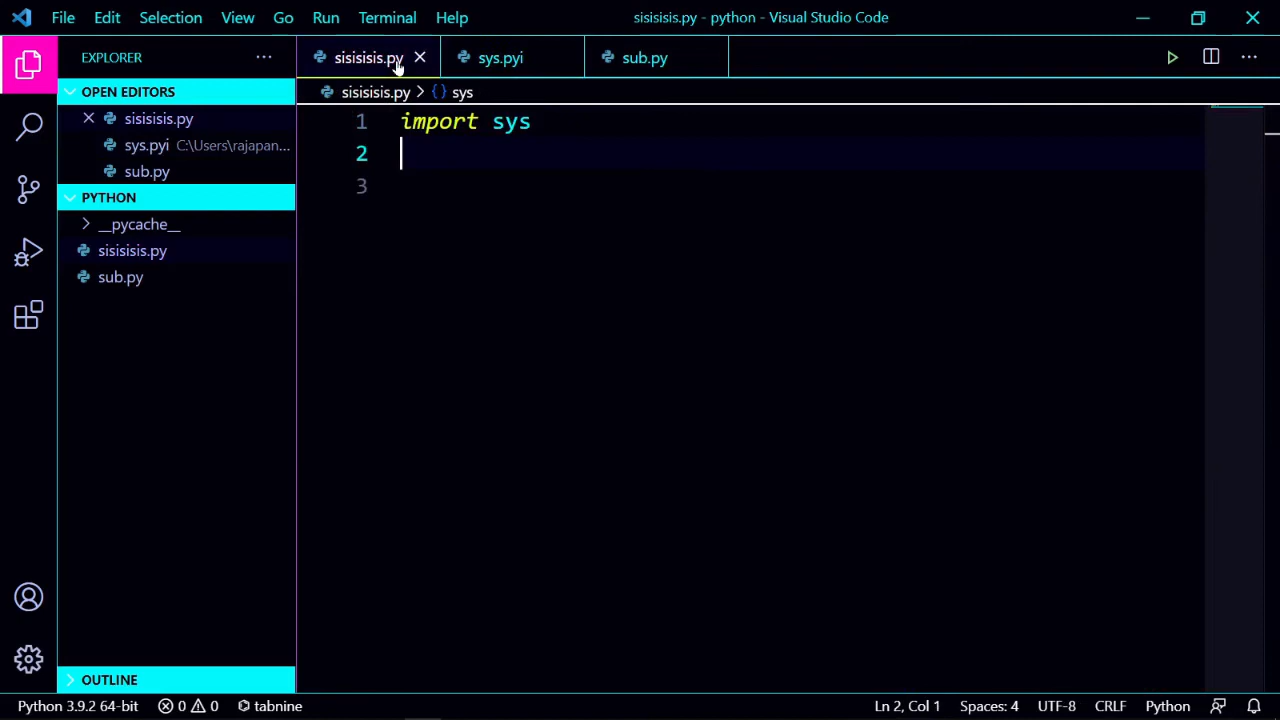 File Edit Selection View Go Run Terminal Help sisisisis.py - python - Visual Studio Code
EXPLORER
sisisisis.py sys.pyi sub.py
OPEN EDITORS
sisisisis.py > {} sys
sisisisis.py
sys.pyi C:\Users\rajapan...
sub.py
PYTHON
__pycache__
sisisisis.py
sub.py
1 import sys
2
3
OUTLINE
Python 3.9.2 64-bit 0 0 tabnine Ln 2, Col 1 Spaces: 4 UTF-8 CRLF Python